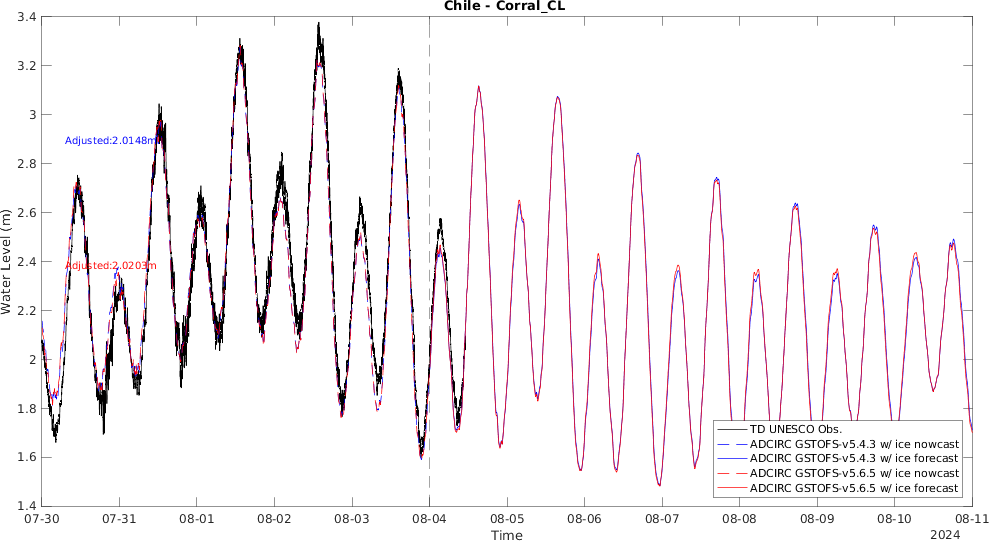 Chile - Corral_CL
3.4
3.2
3
2.8
2.6
2.4
2.2
2
1.8
1.6
1.4
Water Level (m)
Adjusted:2.0148m
Adjusted:2.0203m
TD UNESCO Obs.
ADCIRC GSTOFS-v5.4.3 w/ ice nowcast
ADCIRC GSTOFS-v5.4.3 w/ ice forecast
ADCIRC GSTOFS-v5.6.5 w/ ice nowcast
ADCIRC GSTOFS-v5.6.5 w/ ice forecast
07-30 07-31 08-01 08-02 08-03 08-04 08-05 08-06 08-07 08-08 08-09 08-10 08-11
Time
2024